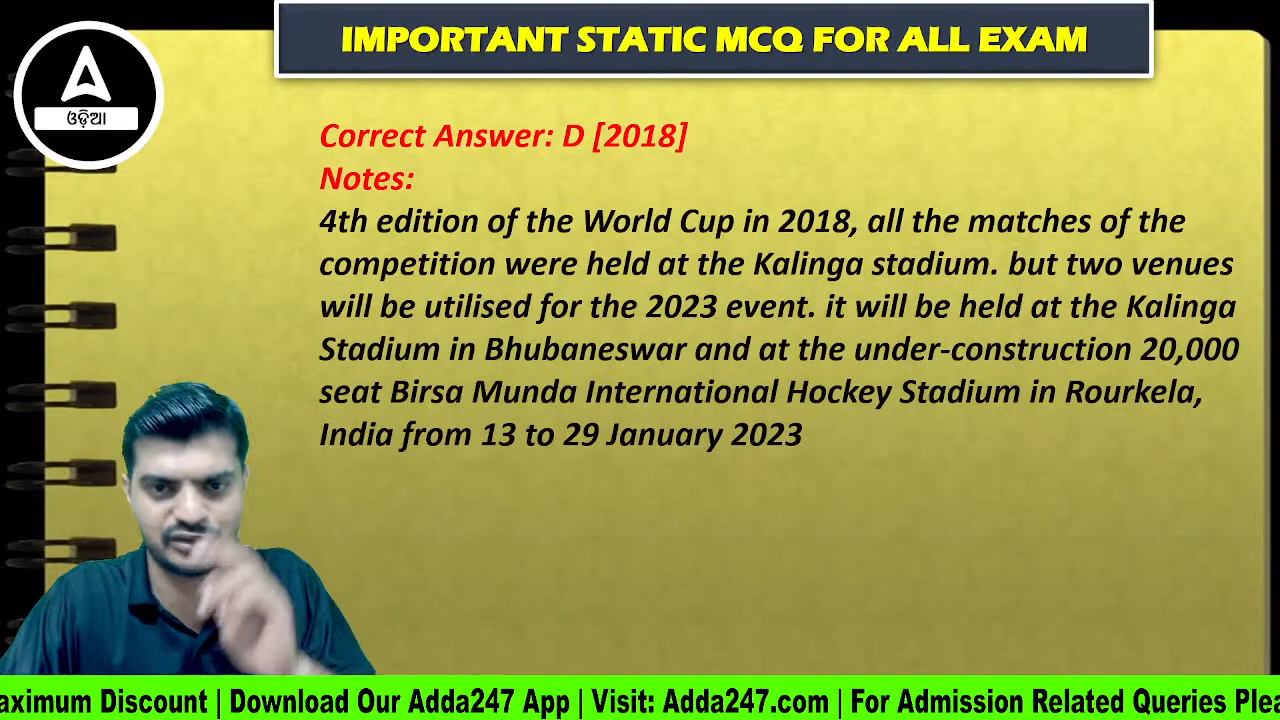 IMPORTANT STATIC MCQ FOR ALL EXAM
ଓଡ଼ିଆ
Correct Answer: D [2018]
Notes:
4th edition of the World Cup in 2018, all the matches of the
competition were held at the Kalinga stadium. but two venues
will be utilised for the 2023 event. it will be held at the Kalinga
Stadium in Bhubaneswar and at the under-construction 20,000
seat Birsa Munda International Hockey Stadium in Rourkela,
India from 13 to 29 January 2023
aximum Discount | Download Our Adda247 App | Visit: Adda247.com | For Admission Related Queries Plea